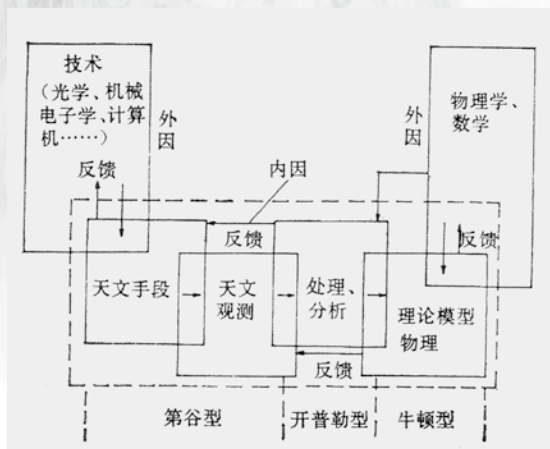 技术
(光学、机械
电子学、计算
机……)
反馈
外因
内因
外因
物理学、
数学
反馈
反馈
天文手段
天文
观测
处理、
分析
理论模型
物理
反馈
第谷型
开普勒型
牛顿型